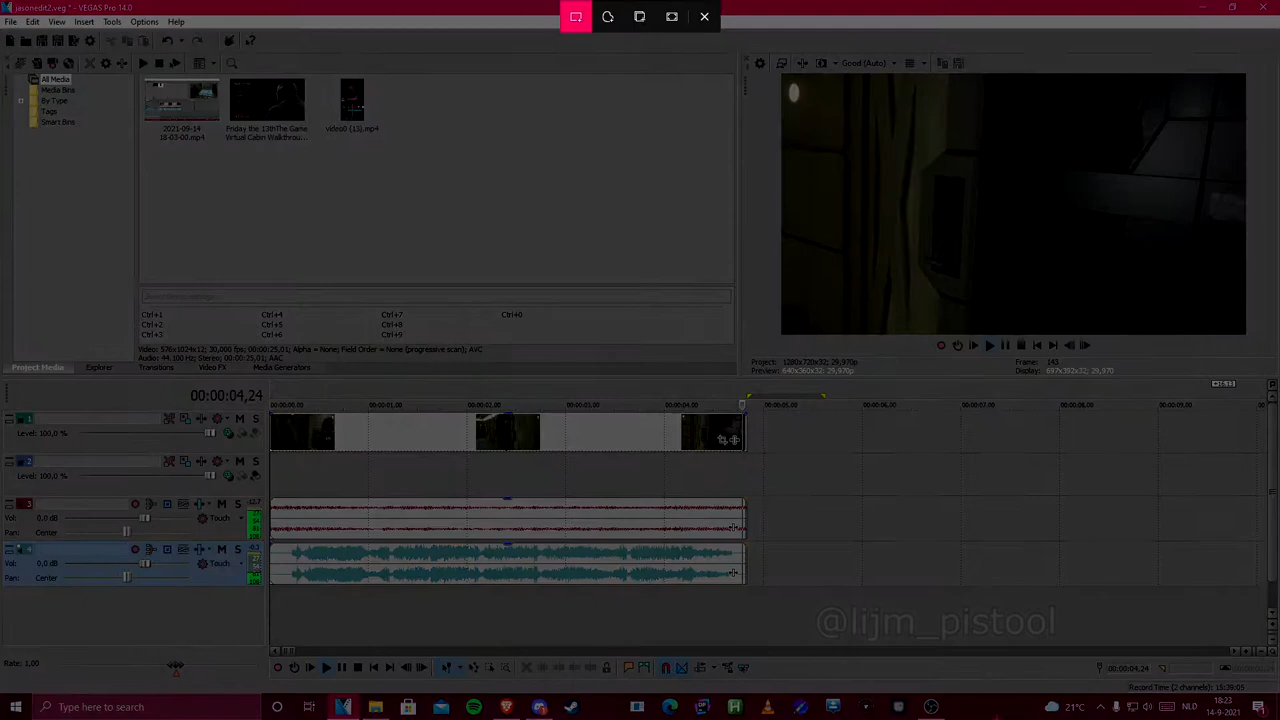 jasonedit2.veg * - VEGAS Pro 14.0
File Edit View Insert Tools Options Help
All Media
Media Bins
By Type
Tags
Smart Bins
2021-09-14 18-03-00.mp4
Friday the 13thThe Game Virtual Cabin Walkthrou...
video0 (13).mp4
Good (Auto)
Ctrl+1 Ctrl+4 Ctrl+7 Ctrl+0
Ctrl+2 Ctrl+5 Ctrl+8
Ctrl+3 Ctrl+6 Ctrl+9
Video: 576x1024x12; 30,000 fps; 00:00:25,01; Alpha = None; Field Order = None (progressive scan); AVC
Audio: 44.100 Hz; Stereo; 00:00:25,01; AAC
Project Media Explorer Transitions Video FX Media Generators
Project: 1280x720x32; 29,970p
Preview: 640x360x32; 29,970p
Frame: 143
Display: 697x392x32; 29,970
00:00:04,24
+16;13
00:00:00,00 00:00:01,00 00:00:02,00 00:00:03,00 00:00:04,00 00:00:05,00 00:00:06,00 00:00:07,00 00:00:08,00 00:00:09,00
1 M S
Level: 100,0 %
2 M S
Level: 100,0 %
3 M S
Vol: 0,0 dB Touch
Pan: Center
4 M S
Vol: 0,0 dB Touch
Pan: Center
@lijm_pistool
Rate: 1,00
00:00:04,24
Record Time (2 channels): 15:39:05
Type here to search
21°C
NLD
18:23
14-9-2021